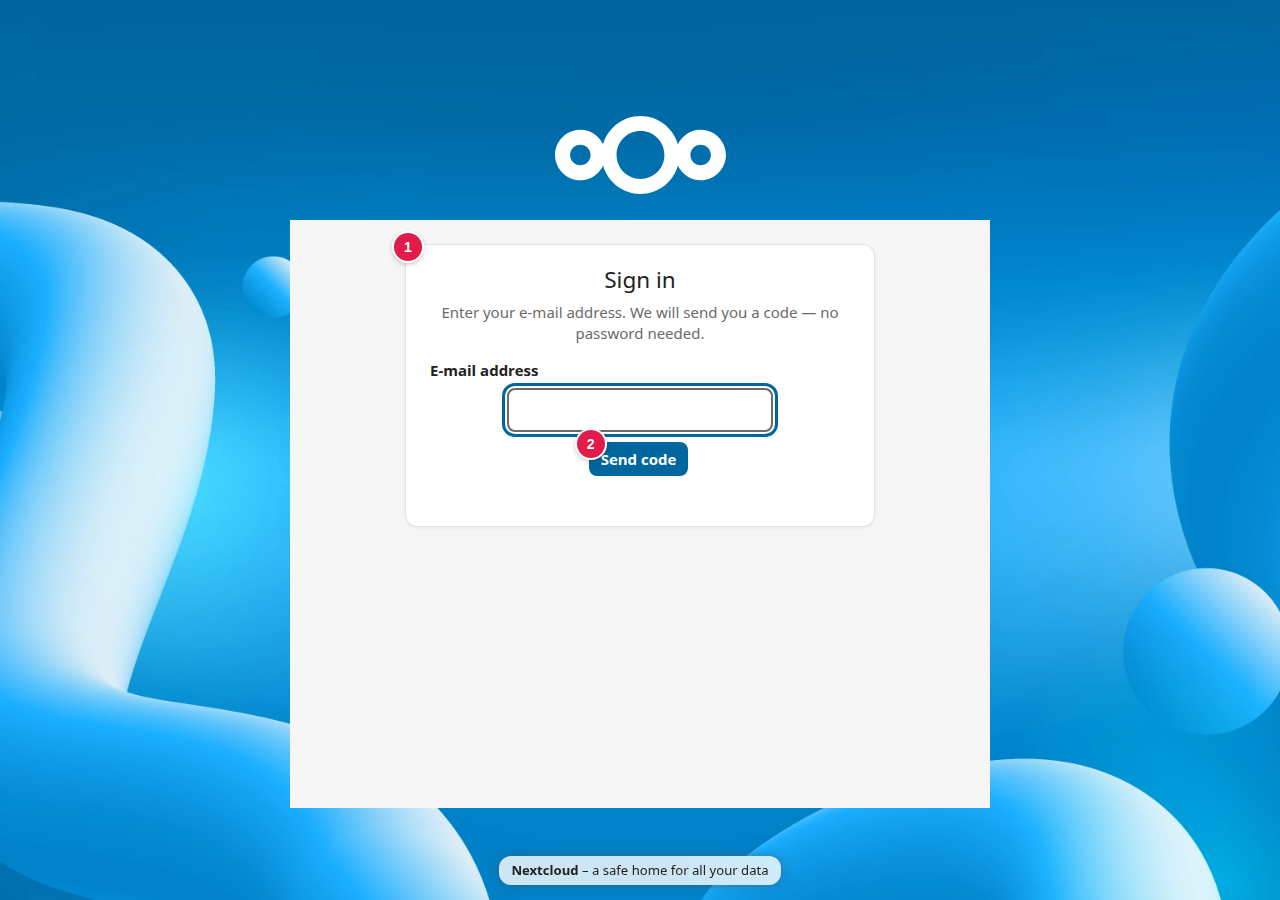 1
Sign in
Enter your e-mail address. We will send you a code — no
password needed.
E-mail address
2
Send code
Nextcloud – a safe home for all your data